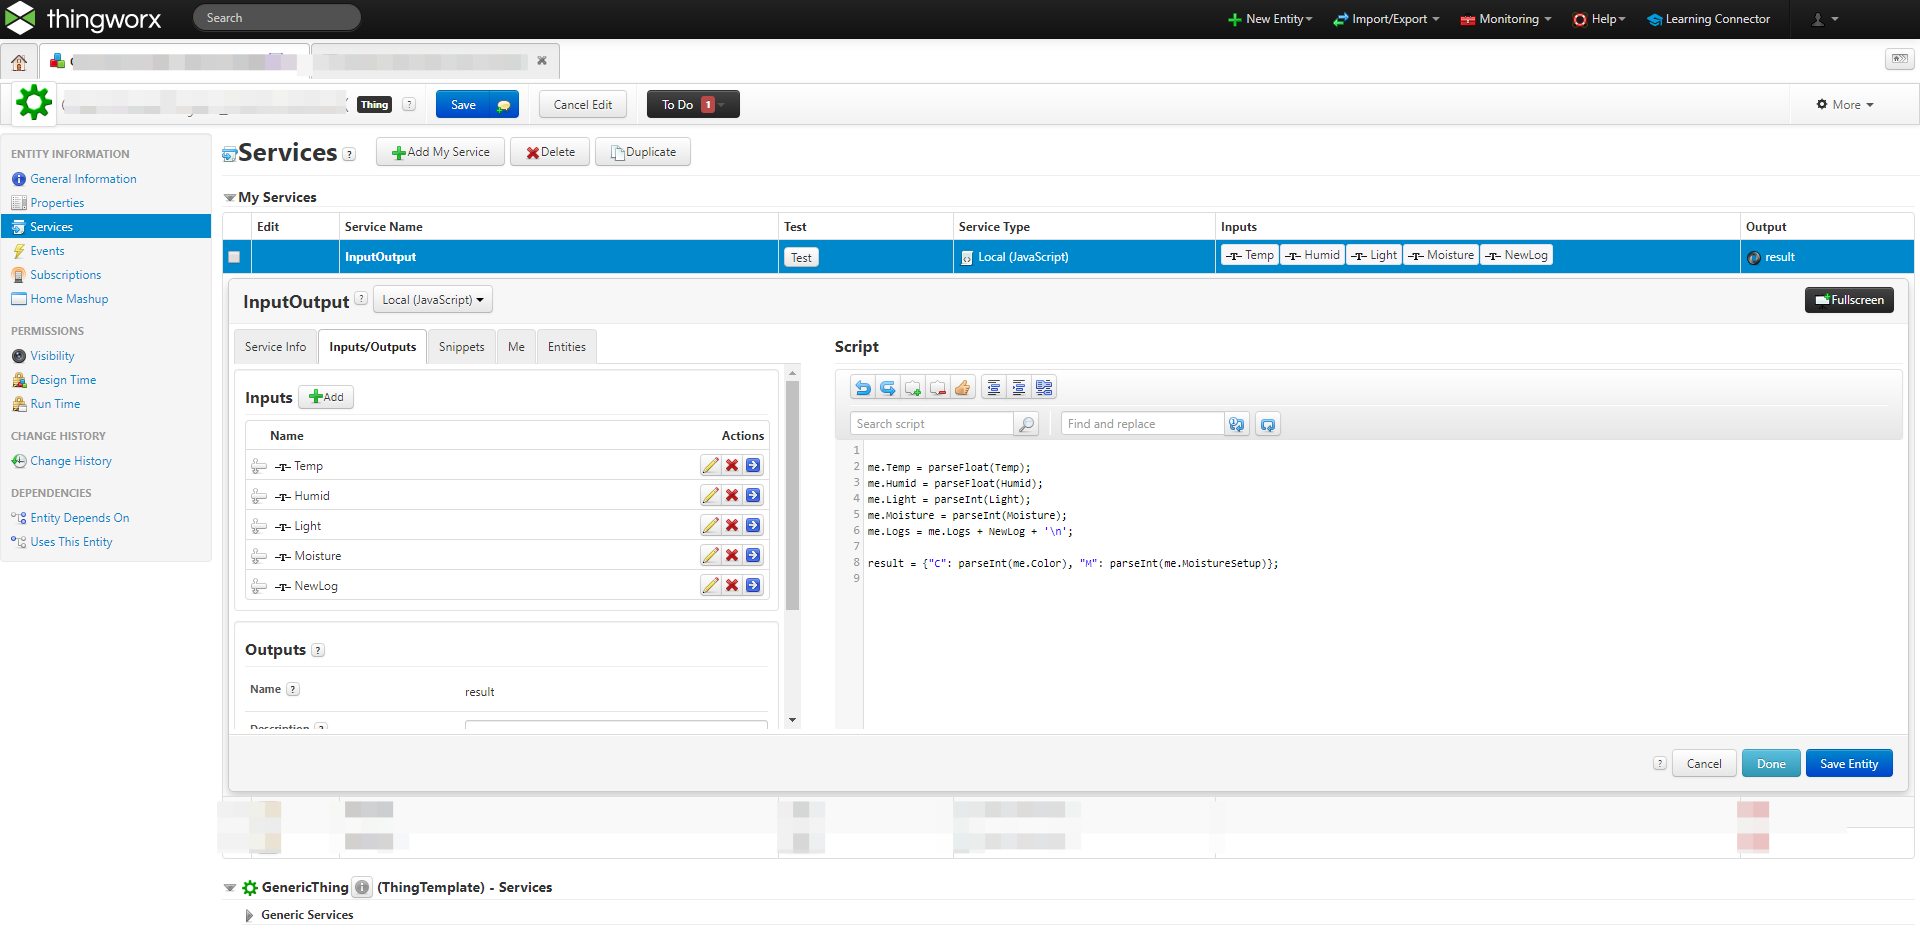 thingworx
Search
New Entity
Import/Export
Monitoring
Help
Learning Connector
Thing
?
Save
Cancel Edit
To Do 1
More
ENTITY INFORMATION
General Information
Properties
Services
Events
Subscriptions
Home Mashup
PERMISSIONS
Visibility
Design Time
Run Time
CHANGE HISTORY
Change History
DEPENDENCIES
Entity Depends On
Uses This Entity
Services ?
Add My Service
Delete
Duplicate
My Services
Edit Service Name Test Service Type Inputs Output
InputOutput Test Local (JavaScript) Temp Humid Light Moisture NewLog result
InputOutput ? Local (JavaScript)
Fullscreen
Service Info Inputs/Outputs Snippets Me Entities
Inputs Add
Name Actions
Temp
Humid
Light
Moisture
NewLog
Outputs ?
Name ? result
Description ?
Script
Search script
Find and replace
1
2 me.Temp = parseFloat(Temp);
3 me.Humid = parseFloat(Humid);
4 me.Light = parseInt(Light);
5 me.Moisture = parseInt(Moisture);
6 me.Logs = me.Logs + NewLog + '\n';
7
8 result = {"C": parseInt(me.Color), "M": parseInt(me.MoistureSetup)};
9
? Cancel Done Save Entity
GenericThing i (ThingTemplate) - Services
Generic Services